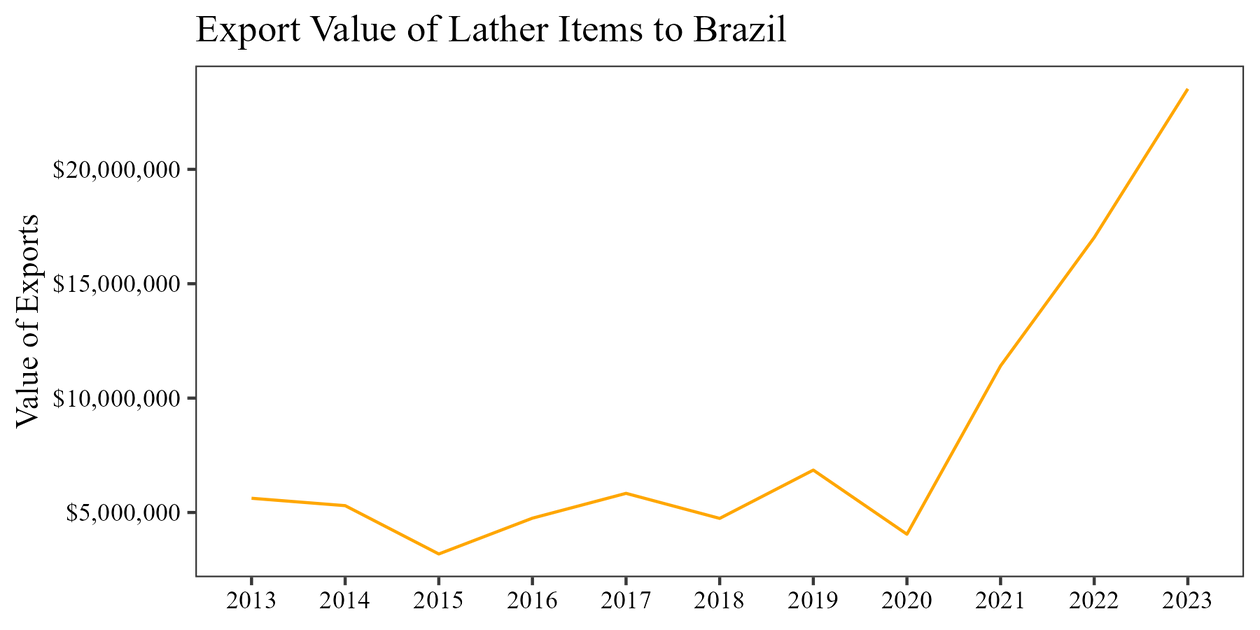 Export Value of Lather Items to Brazil
Value of Exports
$20,000,000
$15,000,000
$10,000,000
$5,000,000
2013 2014 2015 2016 2017 2018 2019 2020 2021 2022 2023